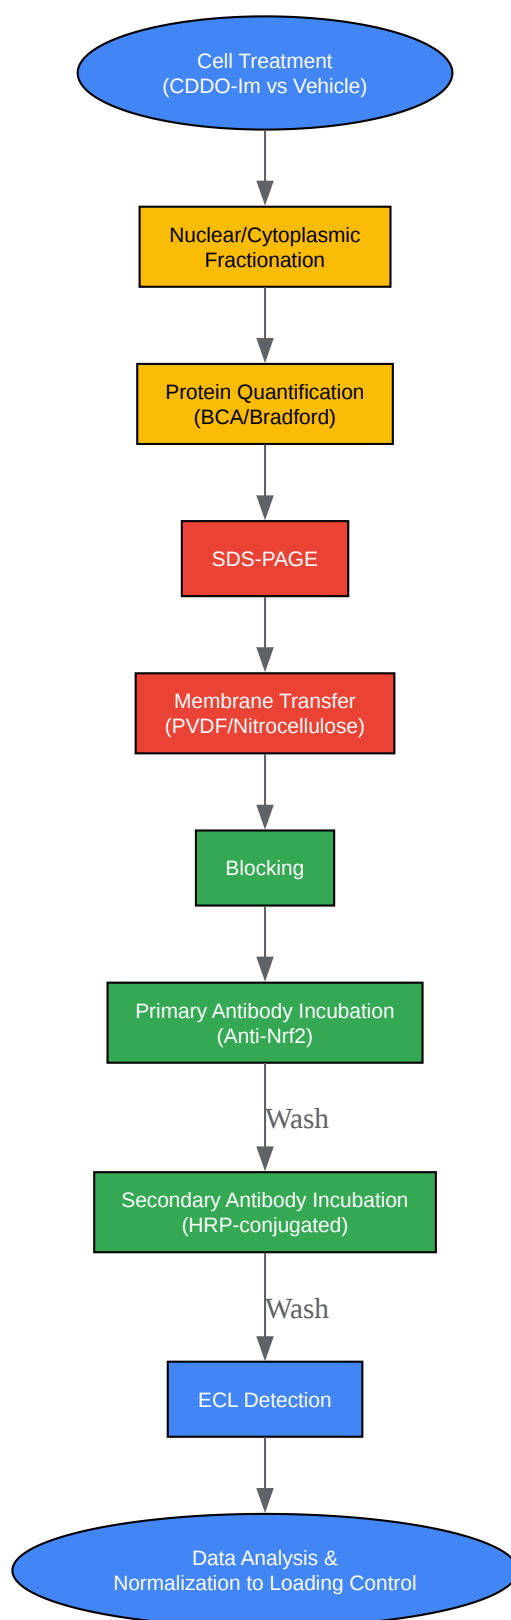 Cell Treatment
(CDDO-Im vs Vehicle)
Nuclear/Cytoplasmic
Fractionation
Protein Quantification
(BCA/Bradford)
SDS-PAGE
Membrane Transfer
(PVDF/Nitrocellulose)
Blocking
Primary Antibody Incubation
(Anti-Nrf2)
Wash
Secondary Antibody Incubation
(HRP-conjugated)
Wash
ECL Detection
Data Analysis &
Normalization to Loading Control